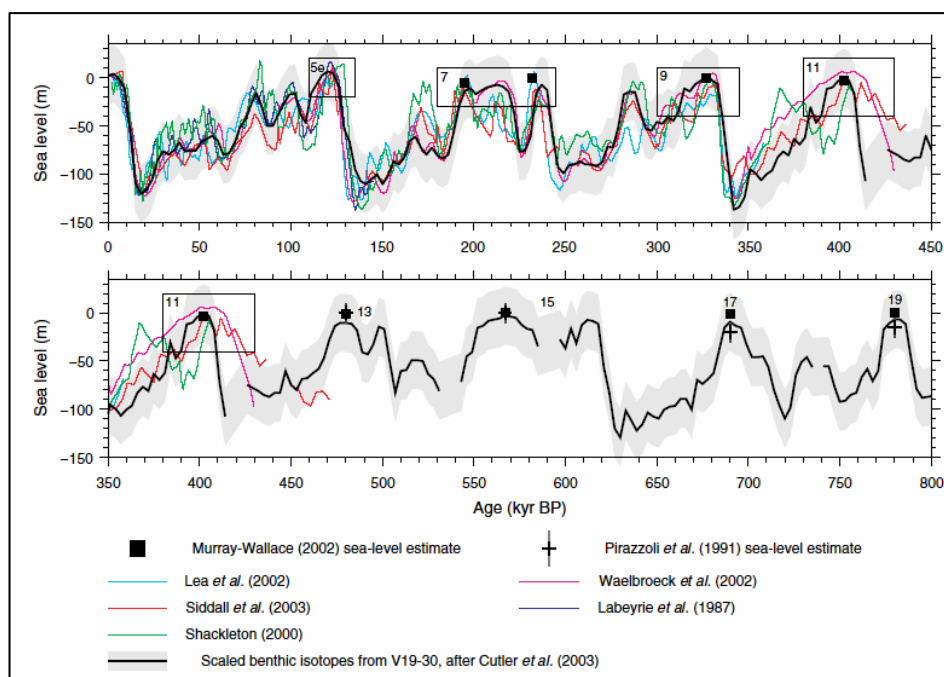 Sea level (m)
0
−50
−100
−150
5e
7
9
11
0 50 100 150 200 250 300 350 400 450
Sea level (m)
0
−50
−100
−150
11
13
15
17
19
350 400 450 500 550 600 650 700 750 800
Age (kyr BP)
Murray-Wallace (2002) sea-level estimate
Pirazzoli et al. (1991) sea-level estimate
Lea et al. (2002)
Waelbroeck et al. (2002)
Siddall et al. (2003)
Labeyrie et al. (1987)
Shackleton (2000)
Scaled benthic isotopes from V19-30, after Cutler et al. (2003)